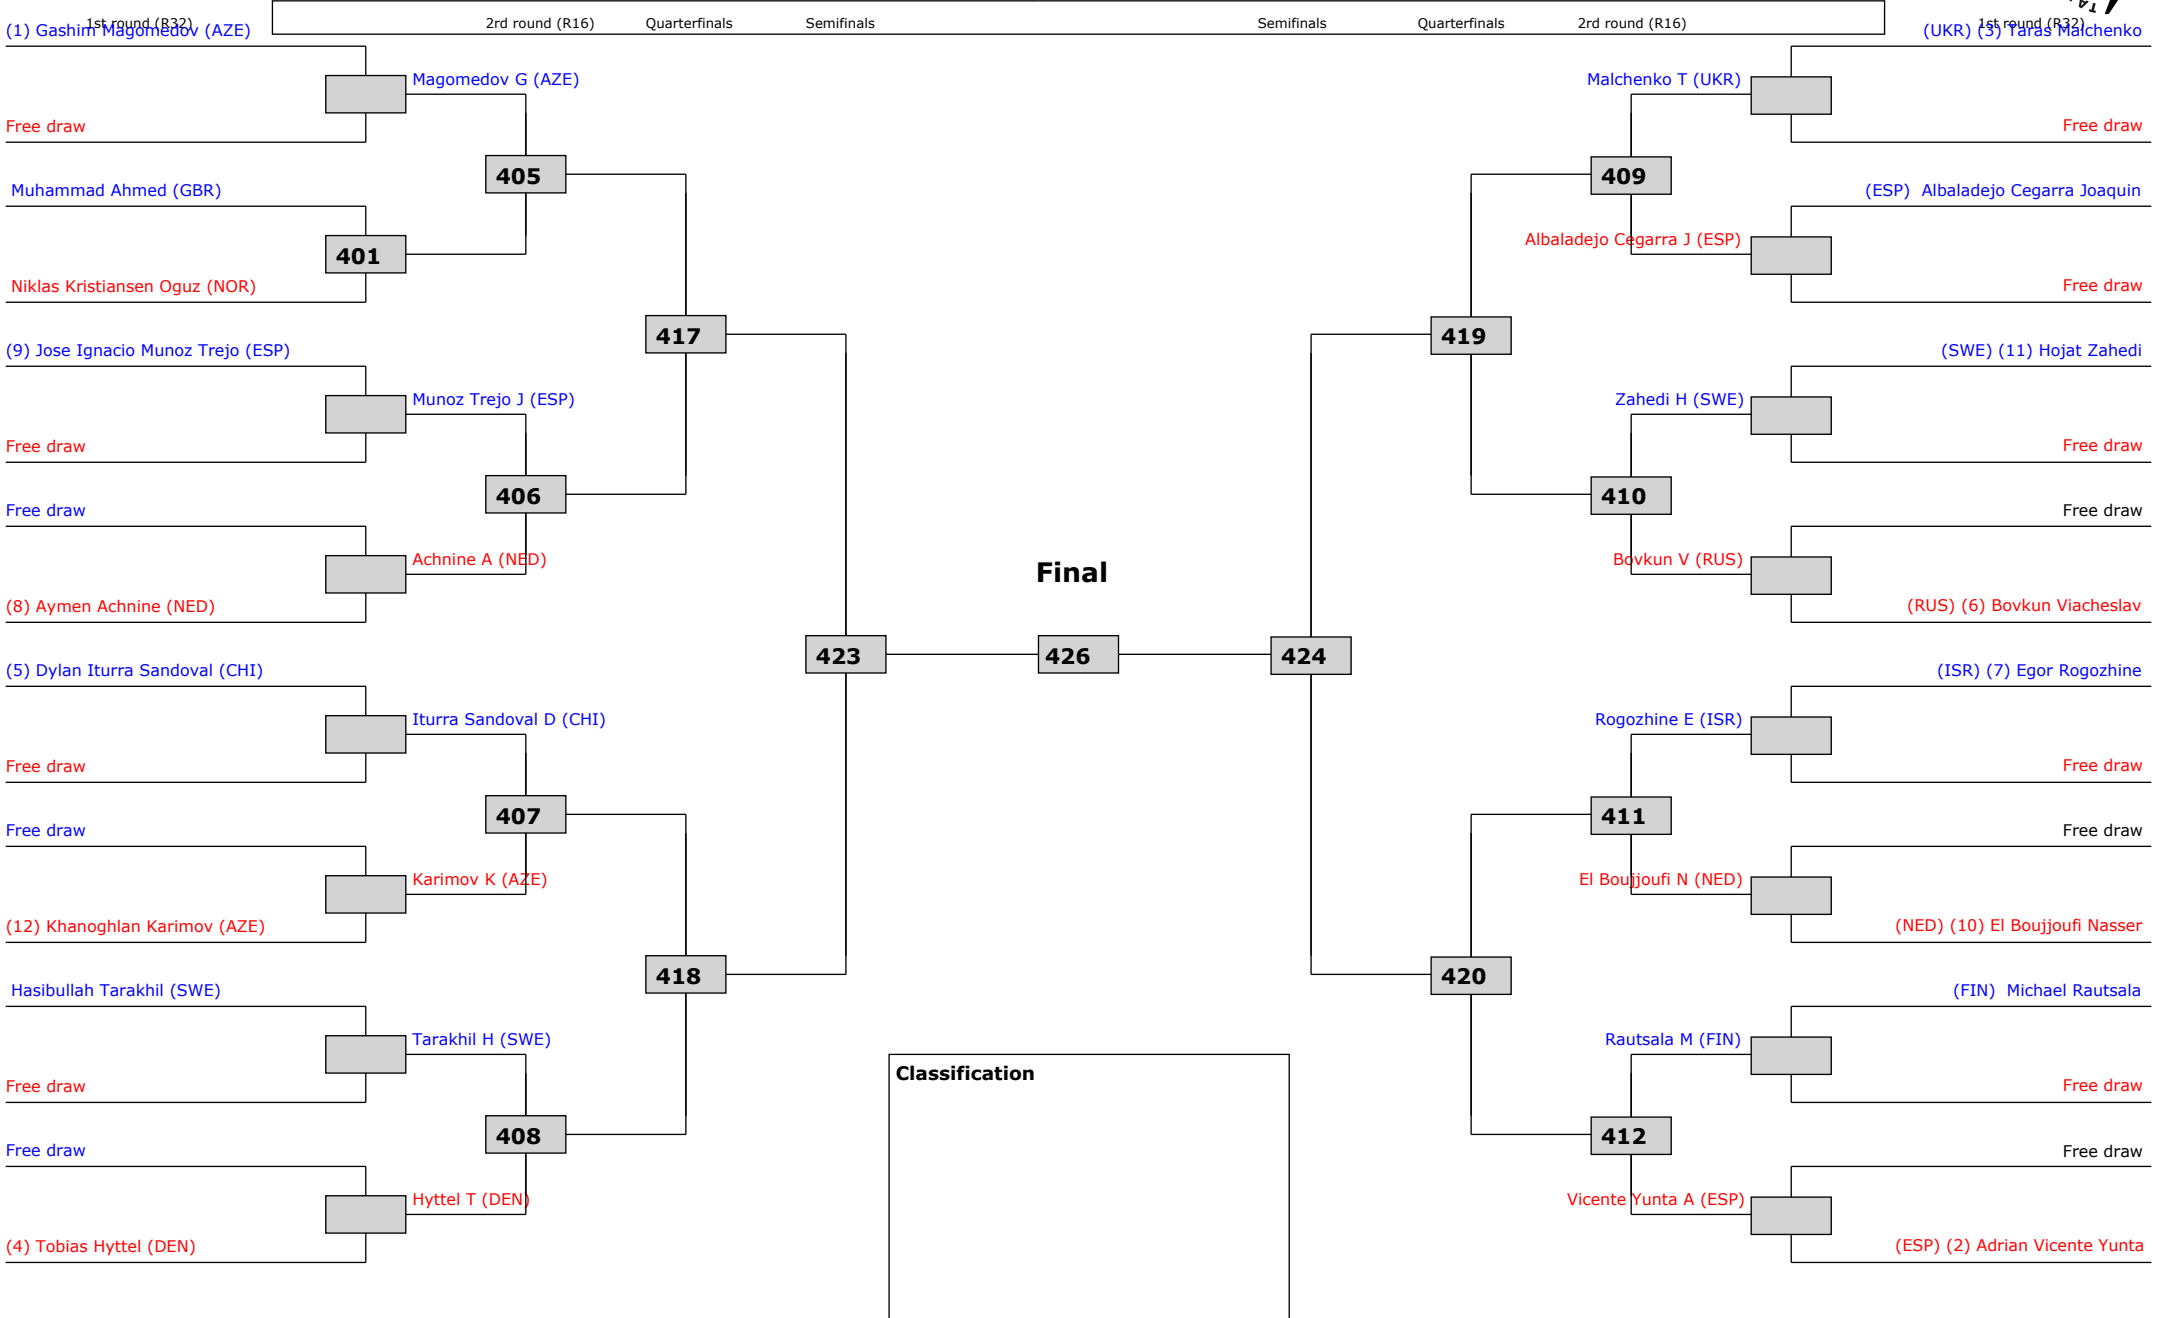 1st round (R32)
2rd round (R16)
Quarterfinals
Semifinals
Semifinals
Quarterfinals
2rd round (R16)
1st round (R32)
(1) Gashim Magomedov (AZE)
Magomedov G (AZE)
Free draw
405
Muhammad Ahmed (GBR)
401
Niklas Kristiansen Oguz (NOR)
417
(9) Jose Ignacio Munoz Trejo (ESP)
Munoz Trejo J (ESP)
Free draw
406
Free draw
Achnine A (NED)
(8) Aymen Achnine (NED)
423
(5) Dylan Iturra Sandoval (CHI)
Iturra Sandoval D (CHI)
Free draw
407
Free draw
Karimov K (AZE)
(12) Khanoghlan Karimov (AZE)
418
Hasibullah Tarakhil (SWE)
Tarakhil H (SWE)
Free draw
408
Free draw
Hyttel T (DEN)
(4) Tobias Hyttel (DEN)
Final
426
Classification
(UKR) (3) Taras Malchenko
Malchenko T (UKR)
Free draw
409
(ESP)  Albaladejo Cegarra Joaquin
Albaladejo Cegarra J (ESP)
Free draw
419
(SWE) (11) Hojat Zahedi
Zahedi H (SWE)
Free draw
410
Free draw
Bovkun V (RUS)
(RUS) (6) Bovkun Viacheslav
424
(ISR) (7) Egor Rogozhine
Rogozhine E (ISR)
Free draw
411
Free draw
El Boujjoufi N (NED)
(NED) (10) El Boujjoufi Nasser
420
(FIN)  Michael Rautsala
Rautsala M (FIN)
Free draw
412
Free draw
Vicente Yunta A (ESP)
(ESP) (2) Adrian Vicente Yunta